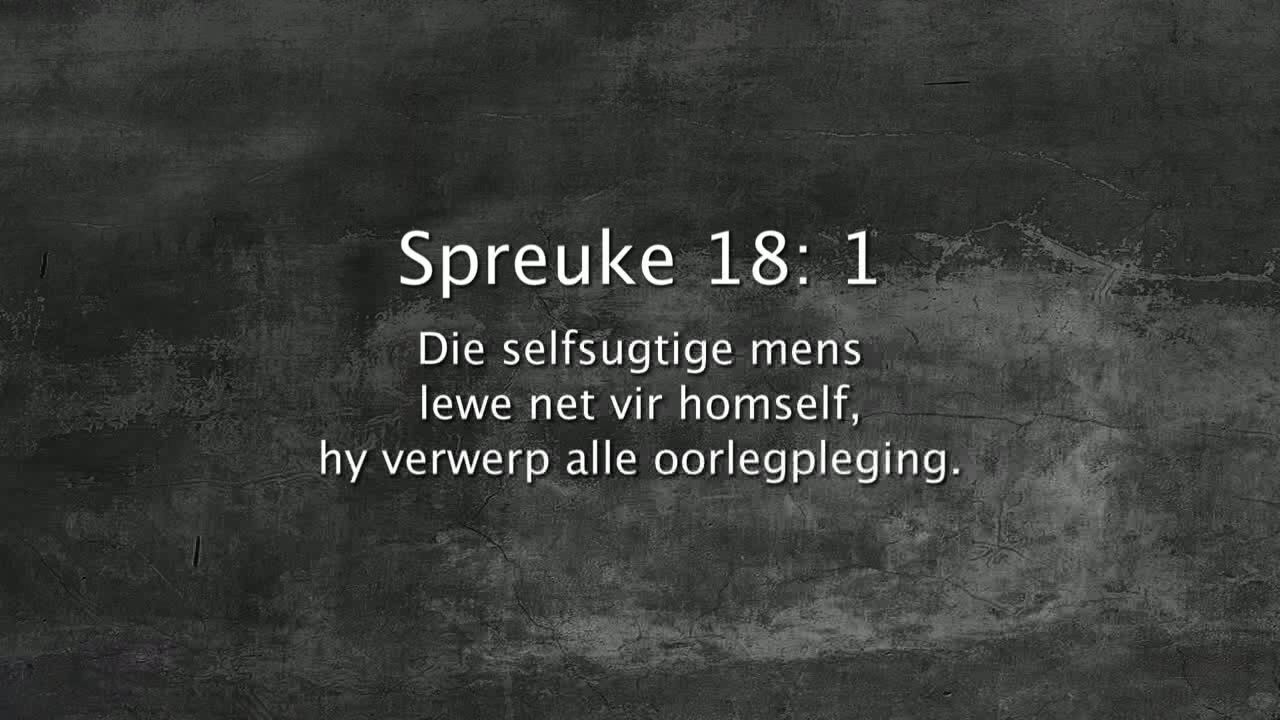 Spreuke 18: 1
Die selfsugtige mens
lewe net vir homself,
hy verwerp alle oorlegpleging.